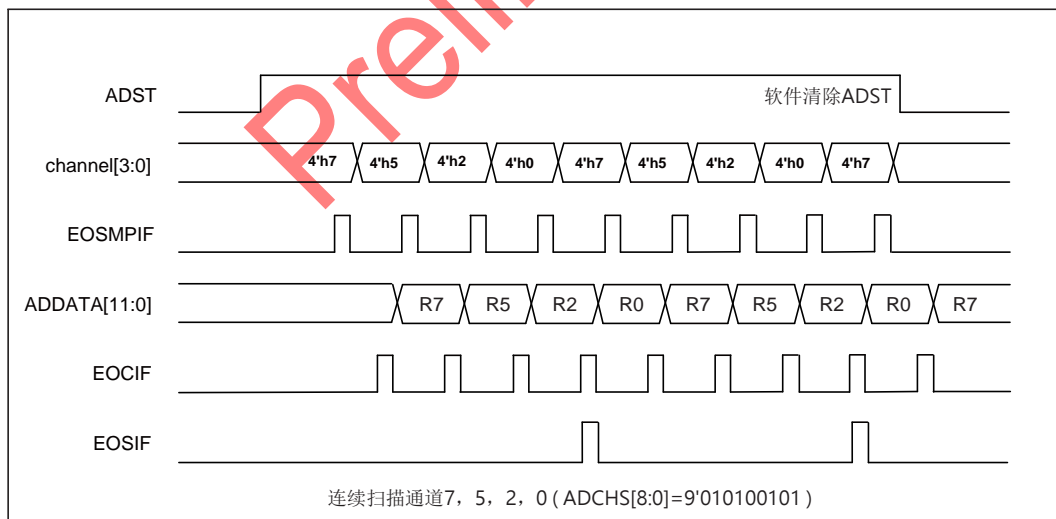 Preli
ADST
软件清除ADST
channel[3:0]
4'h7 4'h5 4'h2 4'h0 4'h7 4'h5 4'h2 4'h0 4'h7
EOSMPIF
ADDATA[11:0]
R7 R5 R2 R0 R7 R5 R2 R0 R7
EOCIF
EOSIF
连续扫描通道7，5，2，0 ( ADCHS[8:0]=9'010100101 )